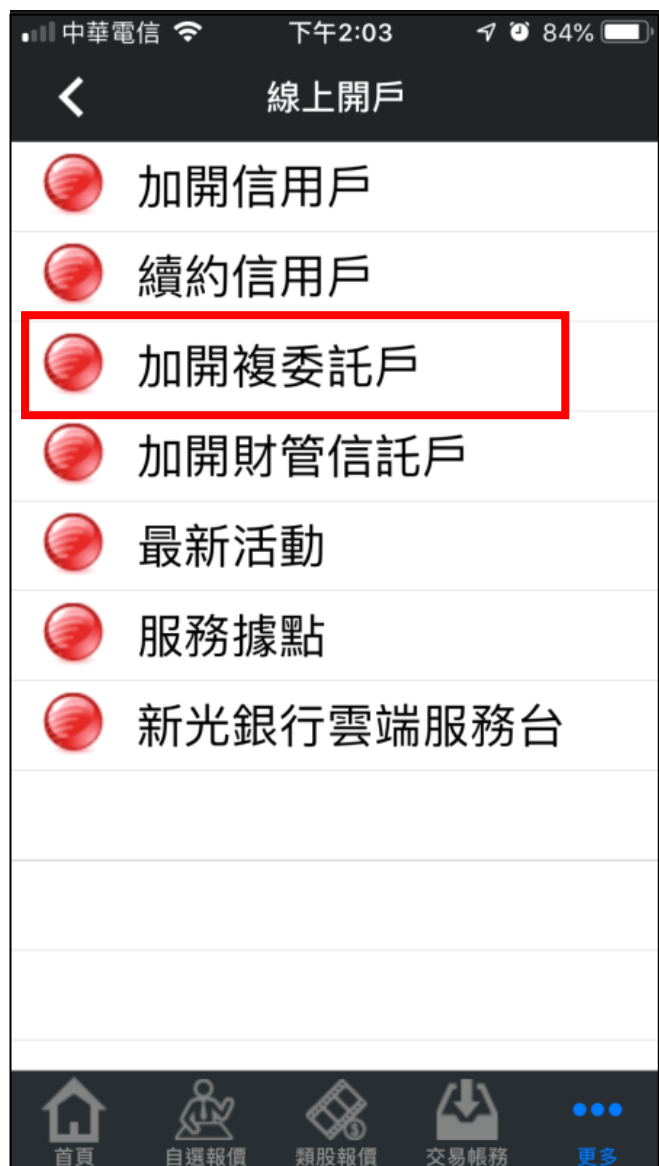 中華電信 下午2:03 84%
線上開戶
加開信用戶
續約信用戶
加開複委託戶
加開財管信託戶
最新活動
服務據點
新光銀行雲端服務台
首頁 自選報價 類股報價 交易帳務 更多